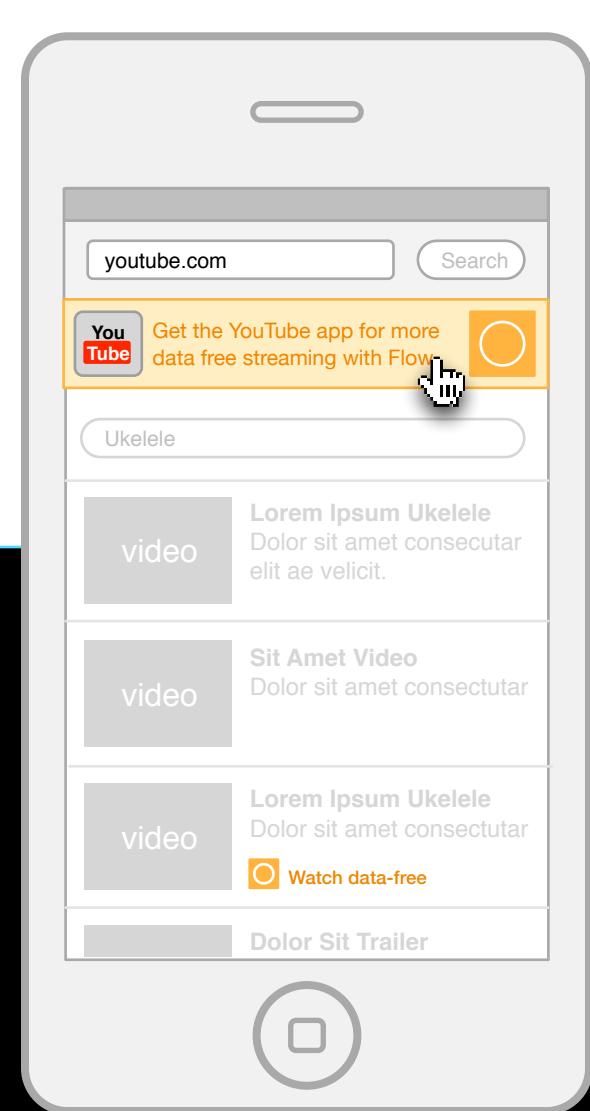 youtube.com
Search
You
Tube
Get the YouTube app for more
data free streaming with Flow
Ukelele
video
Lorem Ipsum Ukelele
Dolor sit amet consecutar
elit ae velicit.
video
Sit Amet Video
Dolor sit amet consectutar
video
Lorem Ipsum Ukelele
Dolor sit amet consectutar
Watch data-free
Dolor Sit Trailer